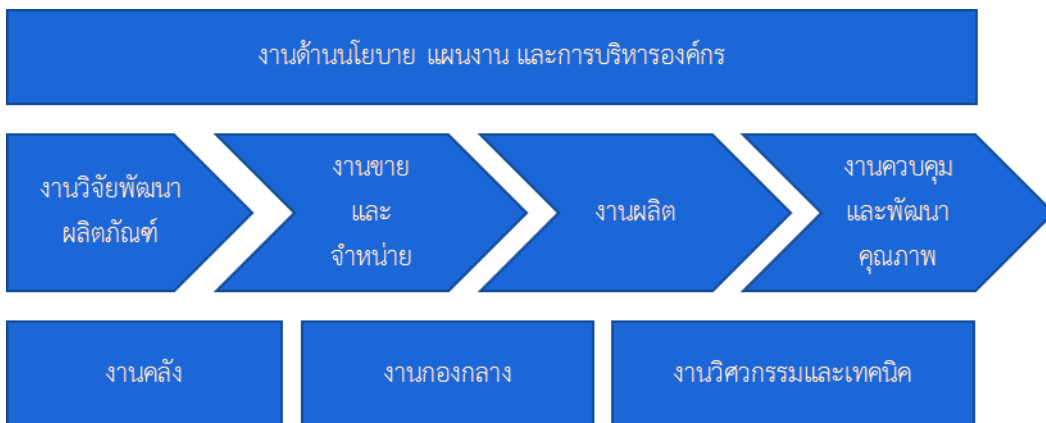 งานด้านนโยบาย แผนงาน และการบริหารองค์กร
งานวิจัยพัฒนา
ผลิตภัณฑ์
งานขาย
และ
จำหน่าย
งานผลิต
งานควบคุม
และพัฒนา
คุณภาพ
งานคลัง
งานกองกลาง
งานวิศวกรรมและเทคนิค